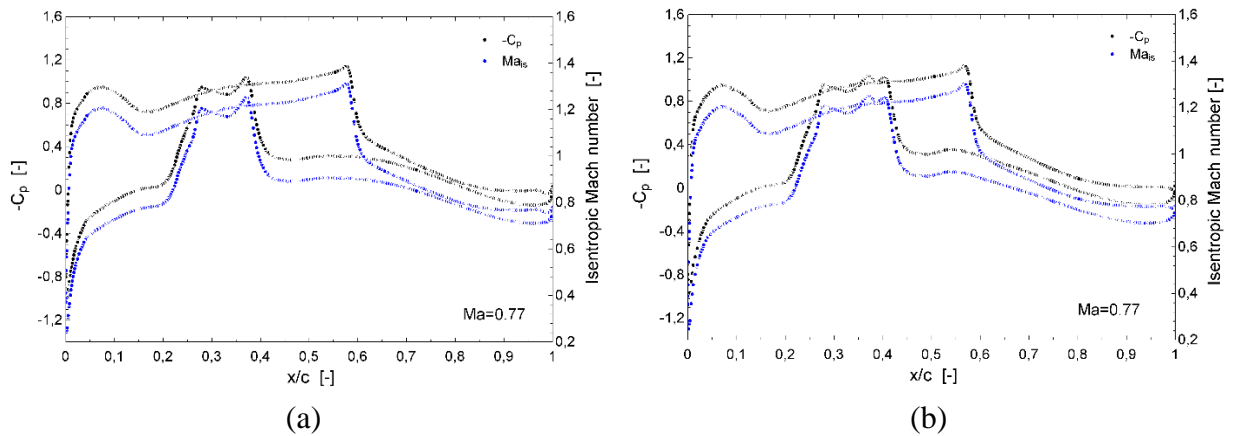 (a)
1,6
1,2
0,8
0,4
0
-0,4
-0,8
-1,2
-Cp [-]
1,6
1,4
1,2
1
0,8
0,6
0,4
0,2
Isentropic Mach number [-]
-Cp
Mais
Ma=0.77
0 0,1 0,2 0,3 0,4 0,5 0,6 0,7 0,8 0,9 1
x/c [-]
(a)
(b)
1,6
1,2
0,8
0,4
0
-0,4
-0,8
-1,2
-Cp [-]
1,6
1,4
1,2
1
0,8
0,6
0,4
0,2
Isentropic Mach number [-]
-Cp
Mais
Ma=0.77
0 0,1 0,2 0,3 0,4 0,5 0,6 0,7 0,8 0,9 1
x/c [-]
(b)